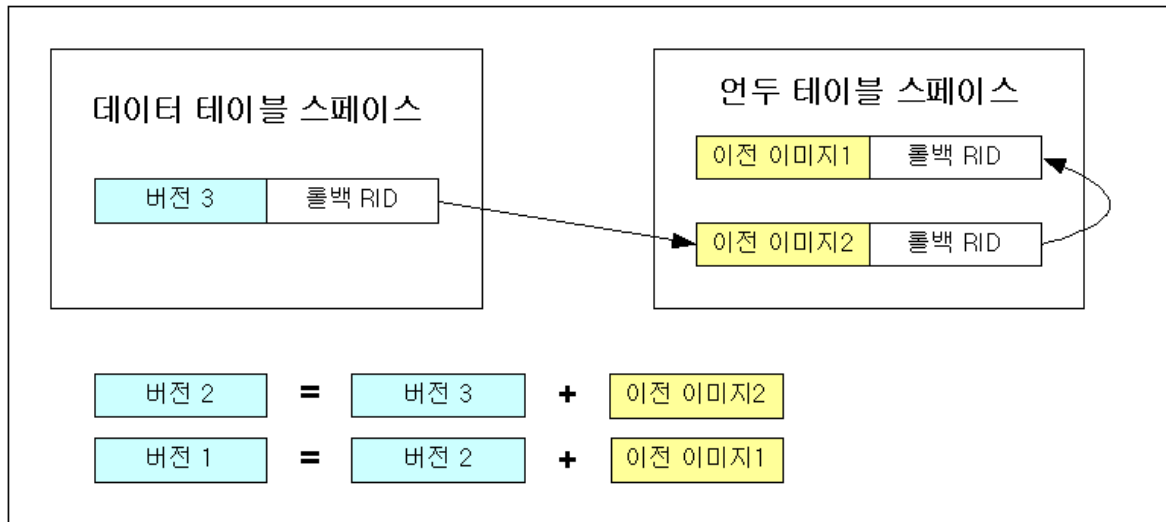 데이터 테이블 스페이스
버전 3 롤백 RID
언두 테이블 스페이스
이전 이미지1 롤백 RID
이전 이미지2 롤백 RID
버전 2 = 버전 3 + 이전 이미지2
버전 1 = 버전 2 + 이전 이미지1